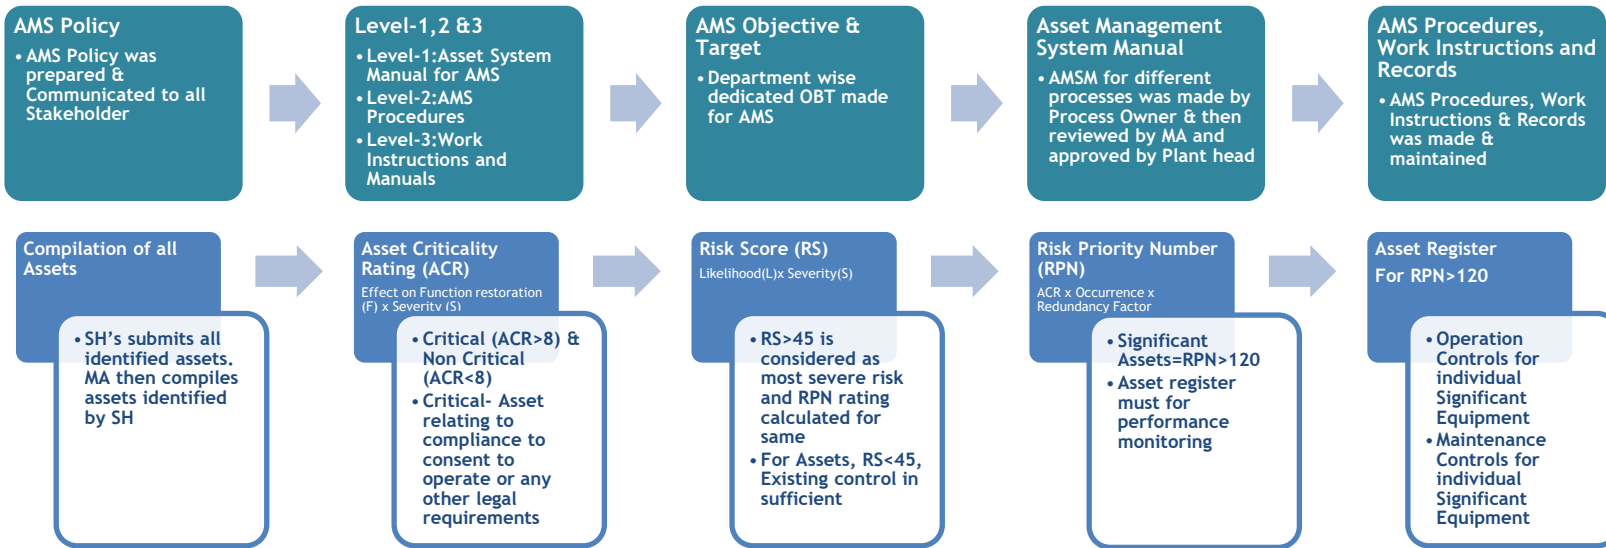 AMS Policy
• AMS Policy was
prepared &
Communicated to all
Stakeholder
Level-1,2 &3
• Level-1:Asset System
Manual for AMS
• Level-2:AMS
Procedures
• Level-3:Work
Instructions and
Manuals
AMS Objective &
Target
• Department wise
dedicated OBT made
for AMS
Asset Management
System Manual
• AMSM for different
processes was made by
Process Owner & then
reviewed by MA and
approved by Plant head
AMS Procedures,
Work Instructions and
Records
• AMS Procedures, Work
Instructions & Records
was made &
maintained
Compilation of all
Assets
• SH's submits all
identified assets.
MA then compiles
assets identified
by SH
Asset Criticality
Rating (ACR)
Effect on Function restoration
(F) x Severity (S)
• Critical (ACR>8) &
Non Critical
(ACR<8)
• Critical- Asset
relating to
compliance to
consent to
operate or any
other legal
requirements
Risk Score (RS)
Likelihood(L)x Severity(S)
• RS>45 is
considered as
most severe risk
and RPN rating
calculated for
same
• For Assets, RS<45,
Existing control in
sufficient
Risk Priority Number
(RPN)
ACR x Occurrence x
Redundancy Factor
• Significant
Assets=RPN>120
• Asset register
must for
performance
monitoring
Asset Register
For RPN>120
• Operation
Controls for
individual
Significant
Equipment
• Maintenance
Controls for
individual
Significant
Equipment